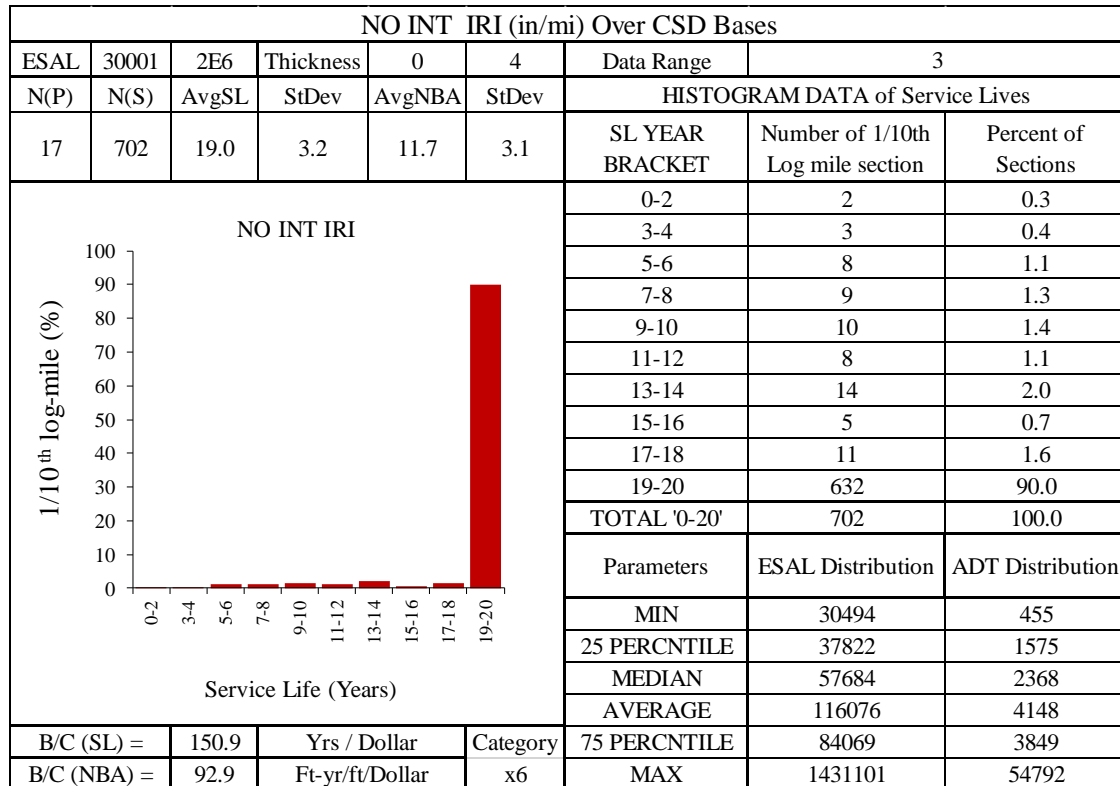 NO INT IRI (in/mi) Over CSD Bases
ESAL 30001 2E6 Thickness 0 4 Data Range 3
N(P) N(S) AvgSL StDev AvgNBA StDev HISTOGRAM DATA of Service Lives
17 702 19.0 3.2 11.7 3.1
SL YEAR BRACKET Number of 1/10th Log mile section Percent of Sections
0-2 2 0.3
3-4 3 0.4
5-6 8 1.1
7-8 9 1.3
9-10 10 1.4
11-12 8 1.1
13-14 14 2.0
15-16 5 0.7
17-18 11 1.6
19-20 632 90.0
TOTAL '0-20' 702 100.0
Parameters ESAL Distribution ADT Distribution
MIN 30494 455
25 PERCNTILE 37822 1575
MEDIAN 57684 2368
AVERAGE 116076 4148
75 PERCNTILE 84069 3849
MAX 1431101 54792
NO INT IRI
1/10 th log-mile (%)
100
90
80
70
60
50
40
30
20
10
0
0-2 3-4 5-6 7-8 9-10 11-12 13-14 15-16 17-18 19-20
Service Life (Years)
B/C (SL) = 150.9 Yrs / Dollar Category
B/C (NBA) = 92.9 Ft-yr/ft/Dollar x6